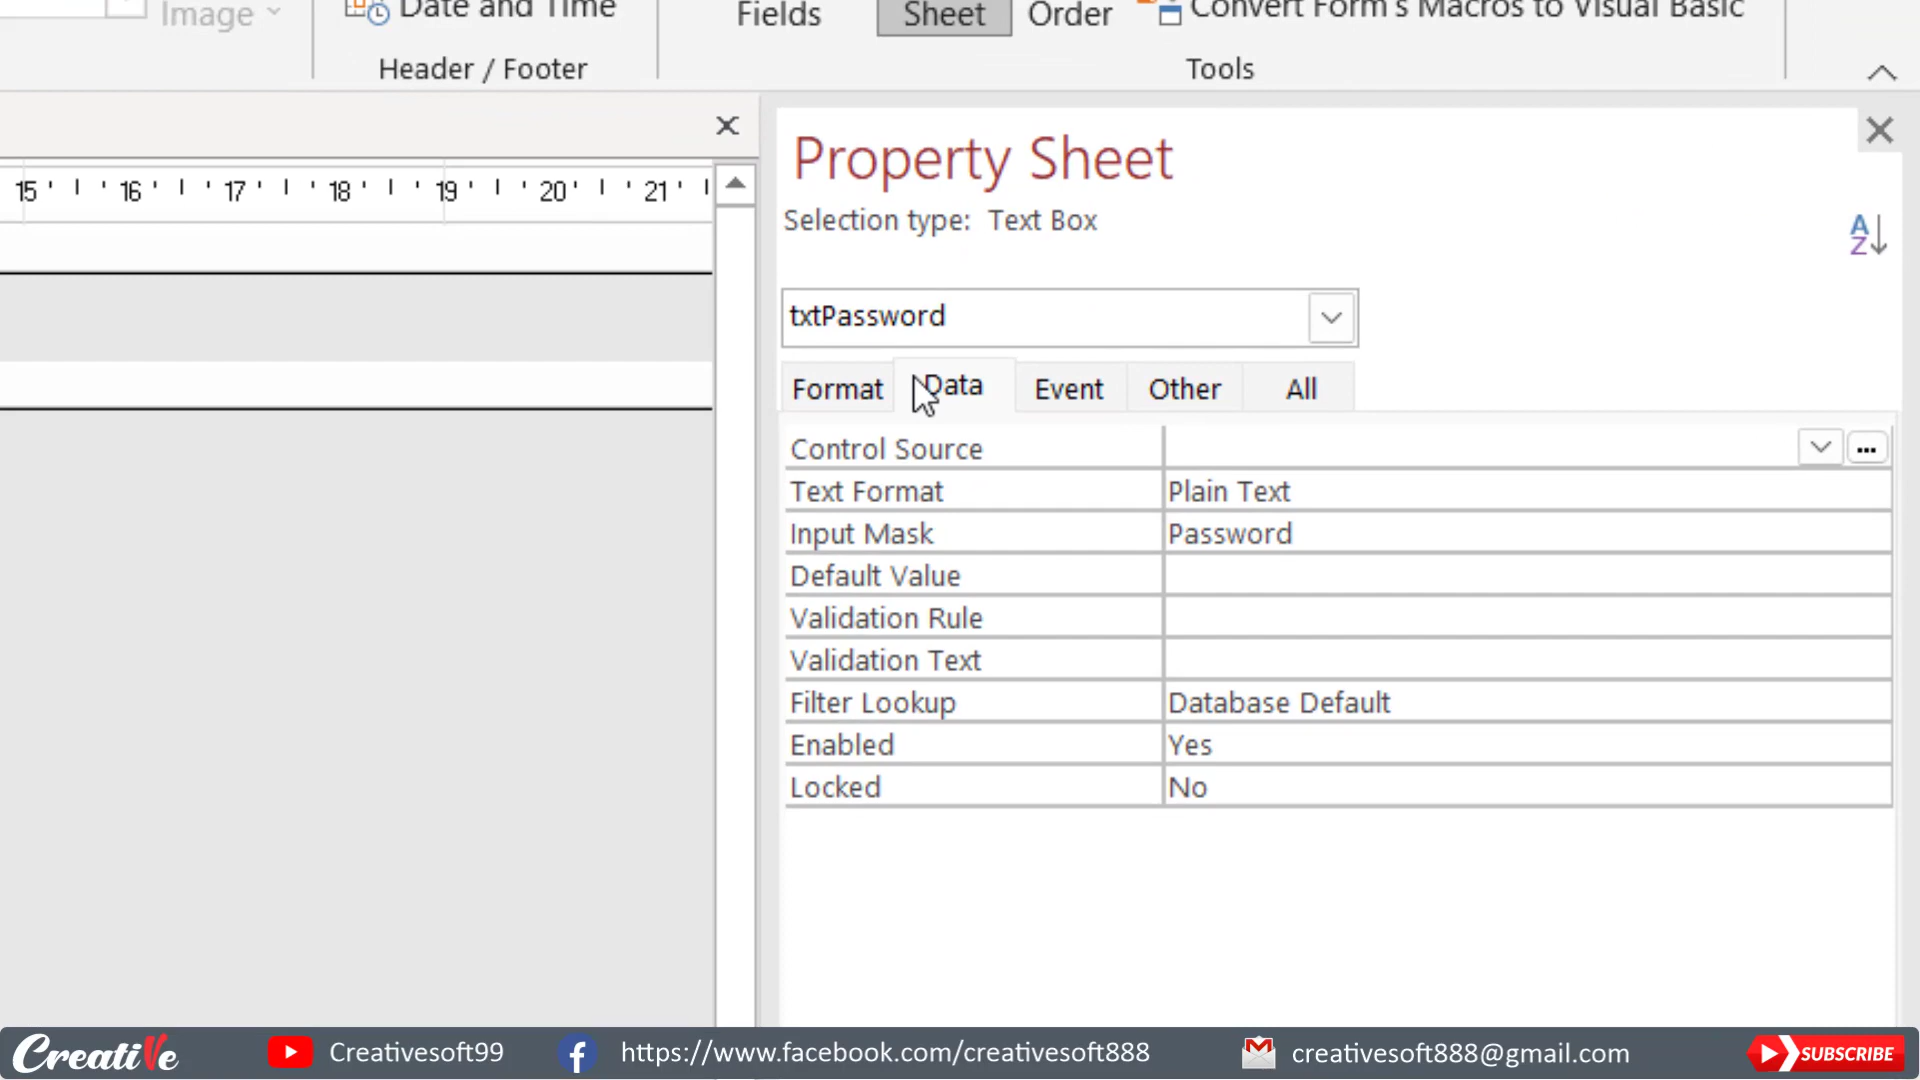 Image
Date and Time
Header / Footer
Fields
Sheet
Order
Convert Form's Macros to Visual Basic
Tools
15 16 17 18 19 20 21
Property Sheet
Selection type: Text Box
A
Z
txtPassword
Format Data Event Other All
Control Source
Text Format Plain Text
Input Mask Password
Default Value
Validation Rule
Validation Text
Filter Lookup Database Default
Enabled Yes
Locked No
Creative Creativesoft99 https://www.facebook.com/creativesoft888 creativesoft888@gmail.com SUBSCRIBE